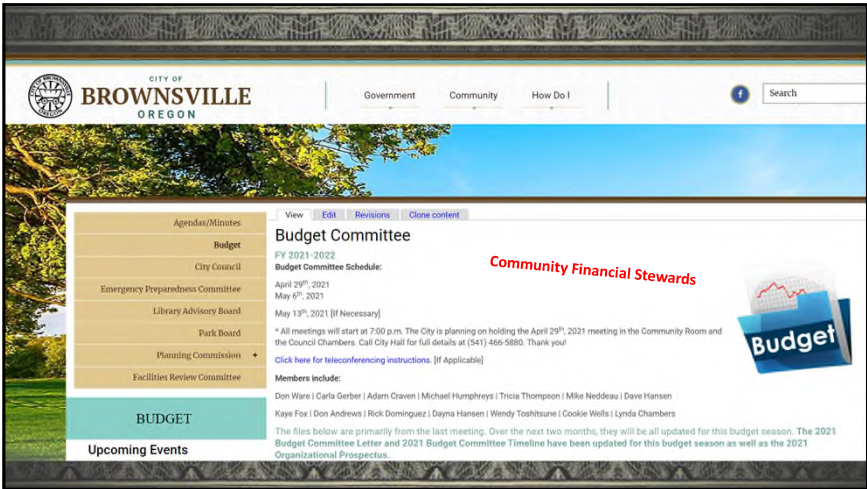 CITY OF
BROWNSVILLE
OREGON
Government
Community
How Do I
f
Search
Agendas/Minutes
Budget
City Council
Emergency Preparedness Committee
Library Advisory Board
Park Board
Planning Commission +
Facilities Review Committee
BUDGET
Upcoming Events
View
Edit
Revisions
Clone content
Budget Committee
FY 2021-2022
Budget Committee Schedule:
April 29th, 2021
May 6th, 2021
May 13th, 2021 [If Necessary]
* All meetings will start at 7:00 p.m. The City is planning on holding the April 29th, 2021 meeting in the Community Room and
the Council Chambers. Call City Hall for full details at (541) 466-5880. Thank you!
Click here for teleconferencing instructions. [If Applicable]
Members include:
Don Ware | Carla Gerber | Adam Craven | Michael Humphreys | Tricia Thompson | Mike Neddeau | Dave Hansen
Kaye Fox | Don Andrews | Rick Dominguez | Dayna Hansen | Wendy Toshitsune | Cookie Wells | Lynda Chambers
The files below are primarily from the last meeting. Over the next two months, they will be all updated for this budget season. The 2021
Budget Committee Letter and 2021 Budget Committee Timeline have been updated for this budget season as well as the 2021
Organizational Prospectus.
Community Financial Stewards
Budget